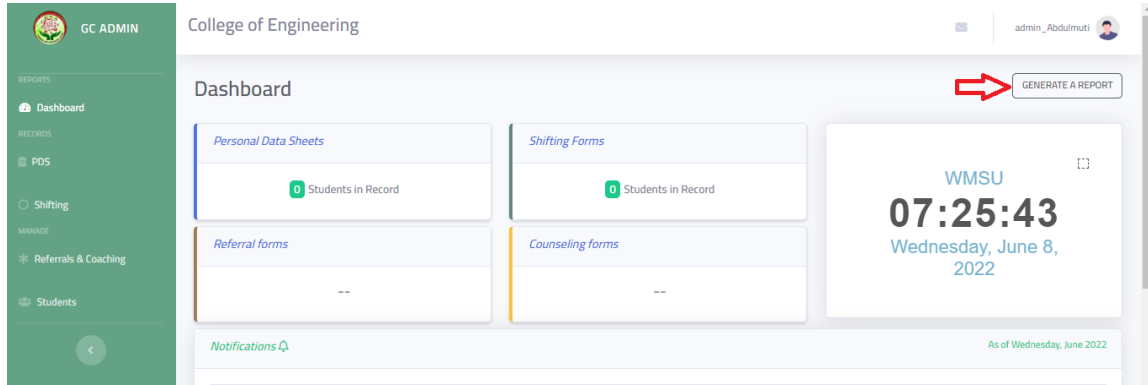 GC ADMIN
College of Engineering
admin_Abdulmuti
REPORTS
Dashboard
RECORDS
PDS
Shifting
MANAGE
Referrals & Coaching
Students
Dashboard
GENERATE A REPORT
Personal Data Sheets
0 Students in Record
Shifting Forms
0 Students in Record
Referral forms
--
Counseling forms
--
WMSU
07:25:43
Wednesday, June 8,
2022
Notifications
As of Wednesday, June 2022